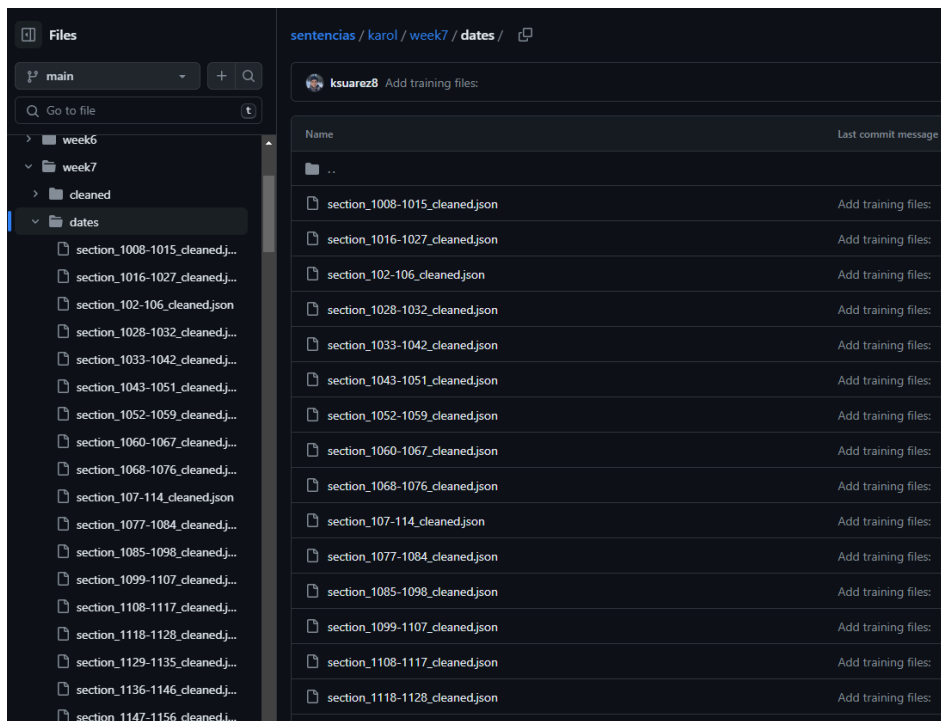 Files
main
Go to file
t
week6
week7
cleaned
dates
section_1008-1015_cleaned.j...
section_1016-1027_cleaned.j...
section_102-106_cleaned.json
section_1028-1032_cleaned.j...
section_1033-1042_cleaned.j...
section_1043-1051_cleaned.j...
section_1052-1059_cleaned.j...
section_1060-1067_cleaned.j...
section_1068-1076_cleaned.j...
section_107-114_cleaned.json
section_1077-1084_cleaned.j...
section_1085-1098_cleaned.j...
section_1099-1107_cleaned.j...
section_1108-1117_cleaned.j...
section_1118-1128_cleaned.j...
section_1129-1135_cleaned.j...
section_1136-1146_cleaned.j...
section_1147-1156_cleaned.j...
sentencias / karol / week7 / dates /
ksuarez8 Add training files:
Name Last commit message
..
section_1008-1015_cleaned.json Add training files:
section_1016-1027_cleaned.json Add training files:
section_102-106_cleaned.json Add training files:
section_1028-1032_cleaned.json Add training files:
section_1033-1042_cleaned.json Add training files:
section_1043-1051_cleaned.json Add training files:
section_1052-1059_cleaned.json Add training files:
section_1060-1067_cleaned.json Add training files:
section_1068-1076_cleaned.json Add training files:
section_107-114_cleaned.json Add training files:
section_1077-1084_cleaned.json Add training files:
section_1085-1098_cleaned.json Add training files:
section_1099-1107_cleaned.json Add training files:
section_1108-1117_cleaned.json Add training files:
section_1118-1128_cleaned.json Add training files: